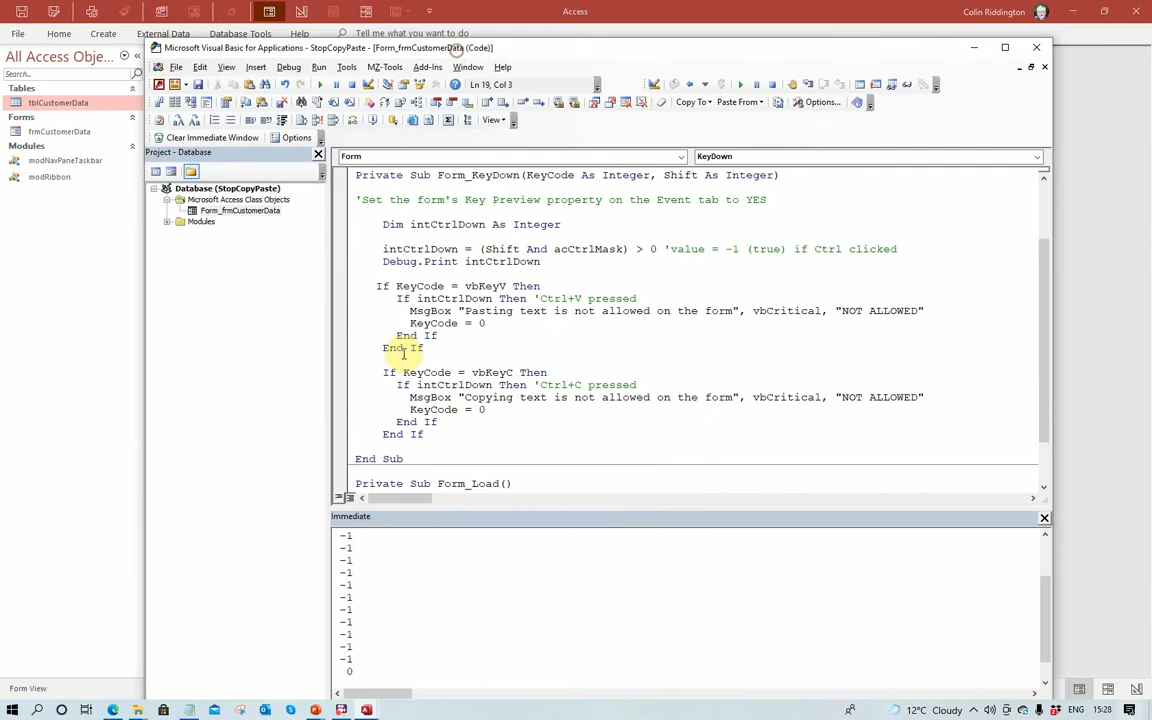 Access
Colin Riddington
File
Home
Create
External Data
Database Tools
Tell me what you want to do
All Access Obje...
Search...
Tables
tblCustomerData
Forms
frmCustomerData
Modules
modNavPaneTaskbar
modRibbon
Microsoft Visual Basic for Applications - StopCopyPaste - [Form_frmCustomerData (Code)]
File Edit View Insert Debug Run Tools MZ-Tools Add-Ins Window Help
Ln 19, Col 3
Copy To Paste From Options...
View
Clear Immediate Window Options
Project - Database
Database (StopCopyPaste)
Microsoft Access Class Objects
Form_frmCustomerData
Modules
Form KeyDown
Private Sub Form_KeyDown(KeyCode As Integer, Shift As Integer)
'Set the form's Key Preview property on the Event tab to YES
Dim intCtrlDown As Integer
intCtrlDown = (Shift And acCtrlMask) > 0 'value = -1 (true) if Ctrl clicked
Debug.Print intCtrlDown
If KeyCode = vbKeyV Then
If intCtrlDown Then 'Ctrl+V pressed
MsgBox "Pasting text is not allowed on the form", vbCritical, "NOT ALLOWED"
KeyCode = 0
End If
End If
If KeyCode = vbKeyC Then
If intCtrlDown Then 'Ctrl+C pressed
MsgBox "Copying text is not allowed on the form", vbCritical, "NOT ALLOWED"
KeyCode = 0
End If
End If
End Sub
Private Sub Form_Load()
Immediate
-1
-1
-1
-1
-1
-1
-1
-1
-1
-1
-1
0
Form View
12°C Cloudy
ENG
15:28